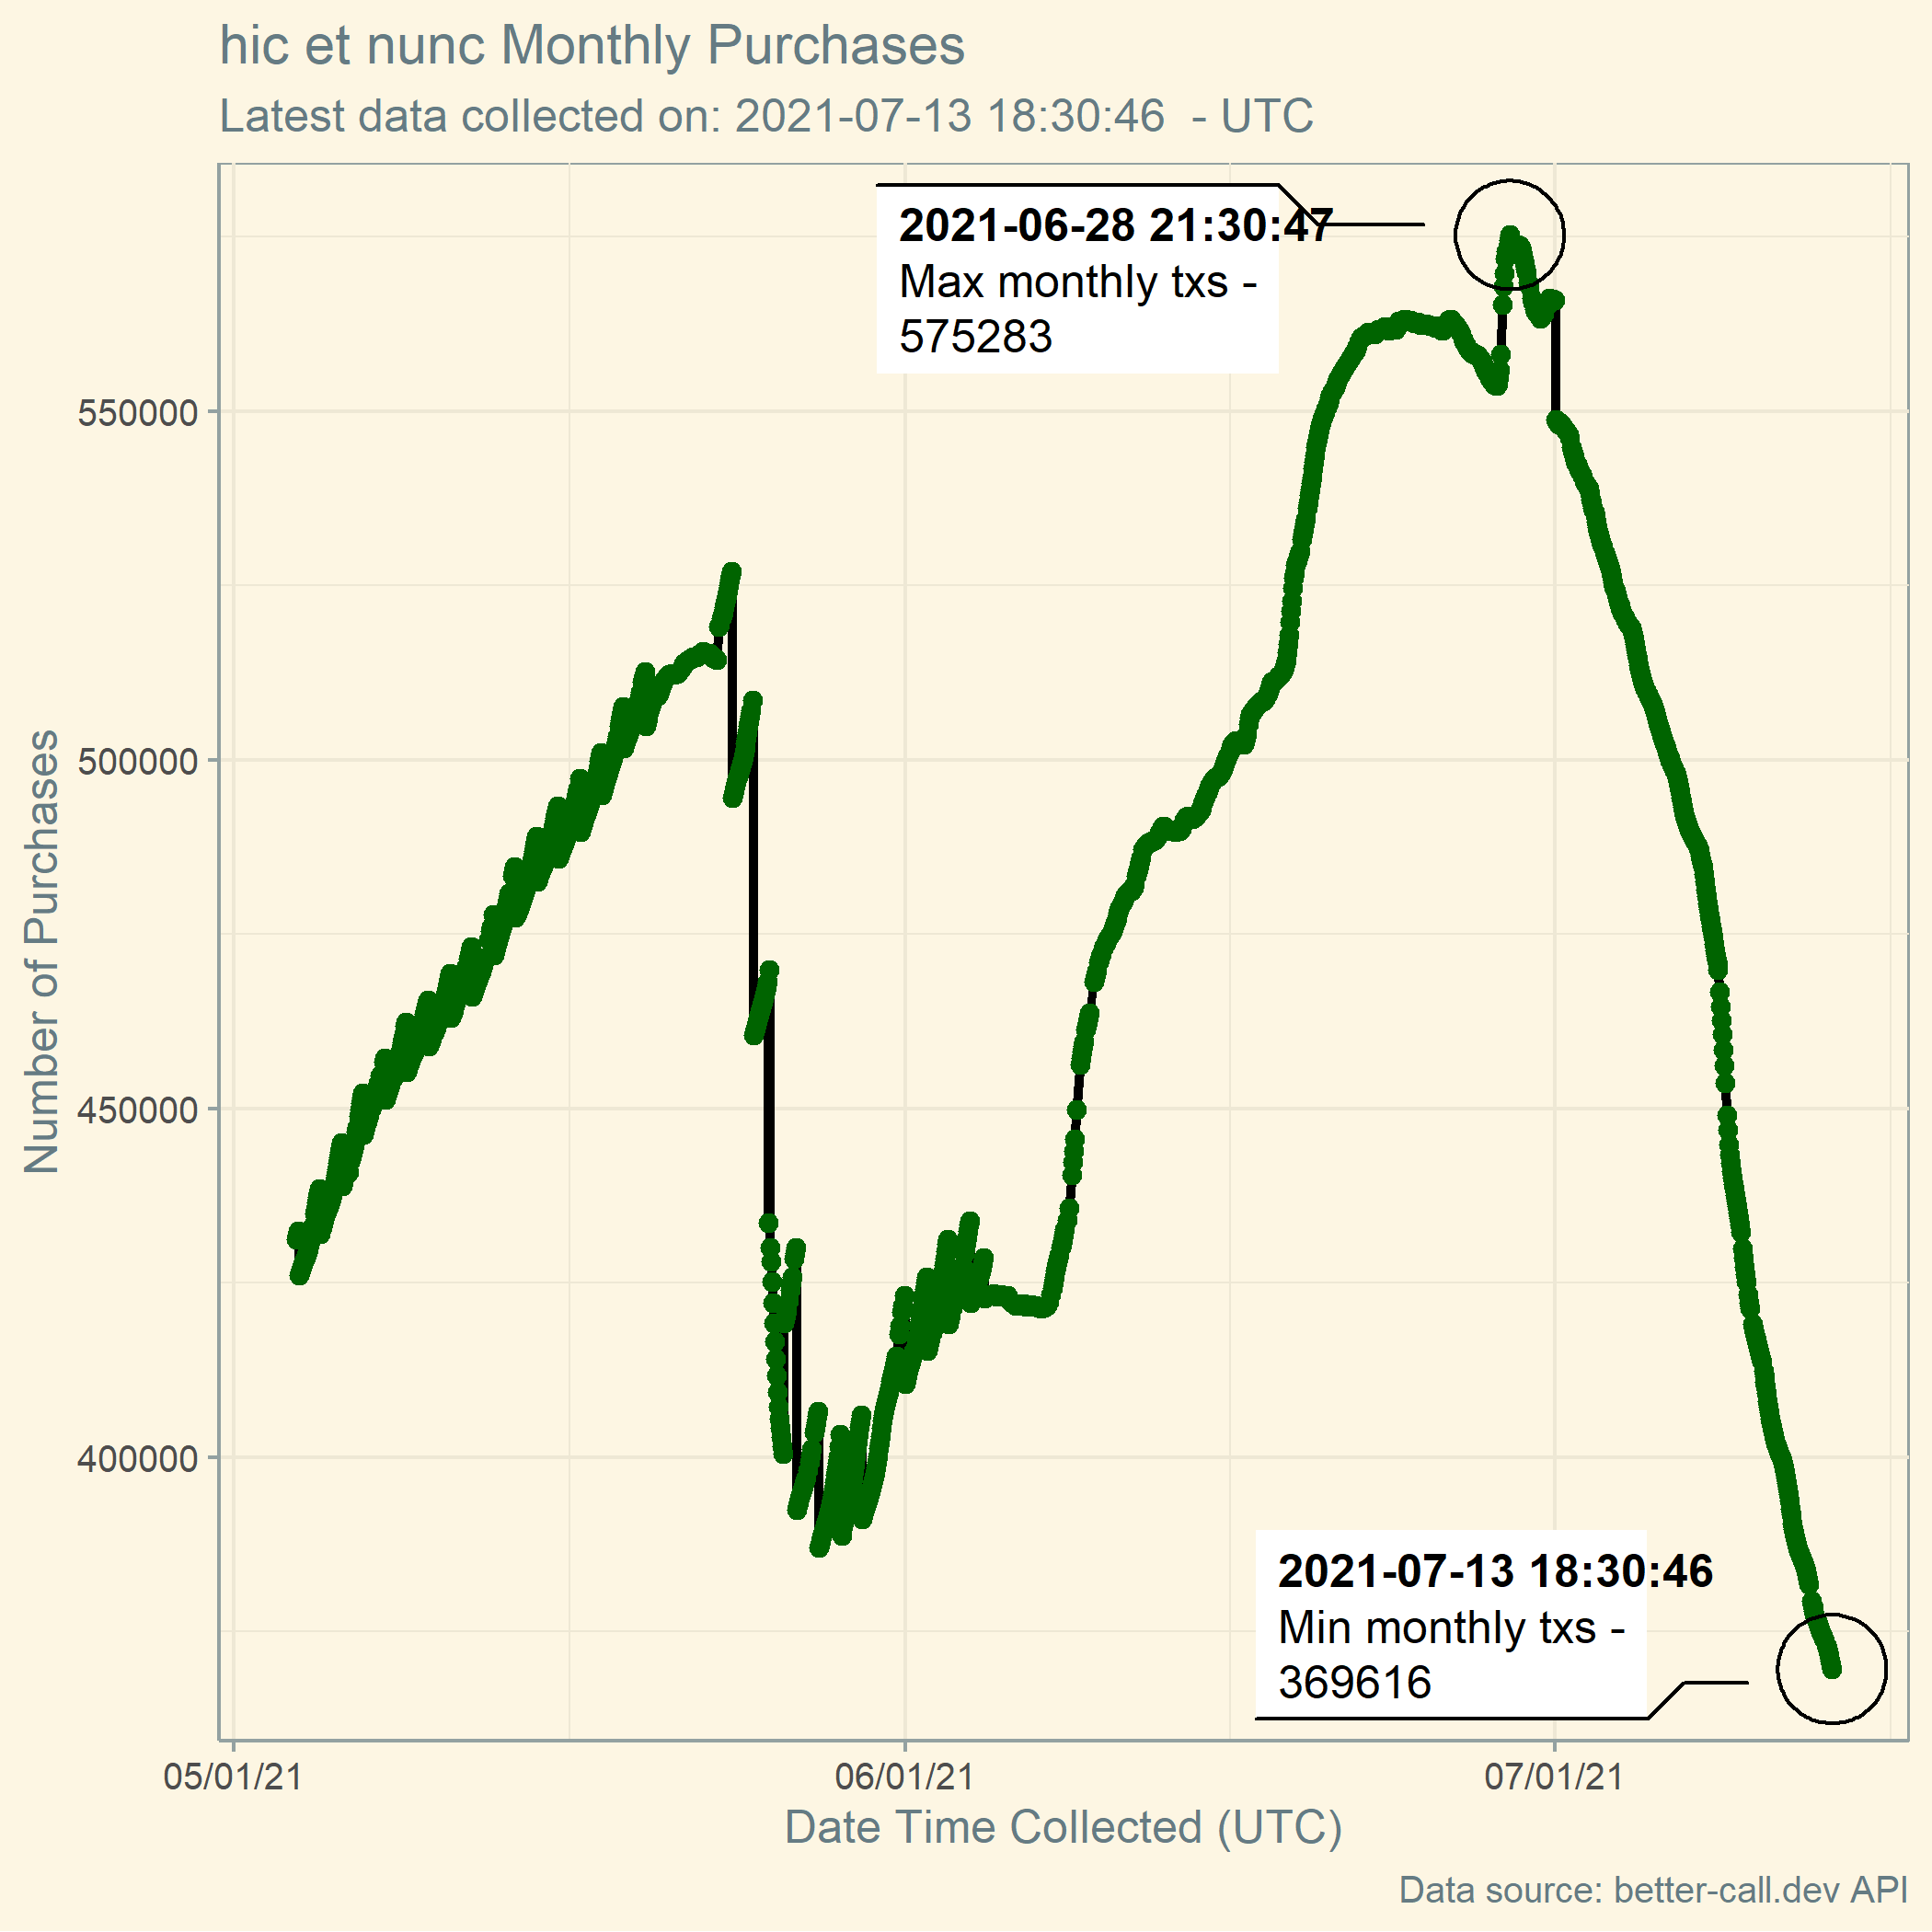 hic et nunc Monthly Purchases
Latest data collected on: 2021-07-13 18:30:46  - UTC
2021-06-28 21:30:47
Max monthly txs -
575283
550000
500000
450000
400000
Number of Purchases
2021-07-13 18:30:46
Min monthly txs -
369616
05/01/21
06/01/21
07/01/21
Date Time Collected (UTC)
Data source: better-call.dev API